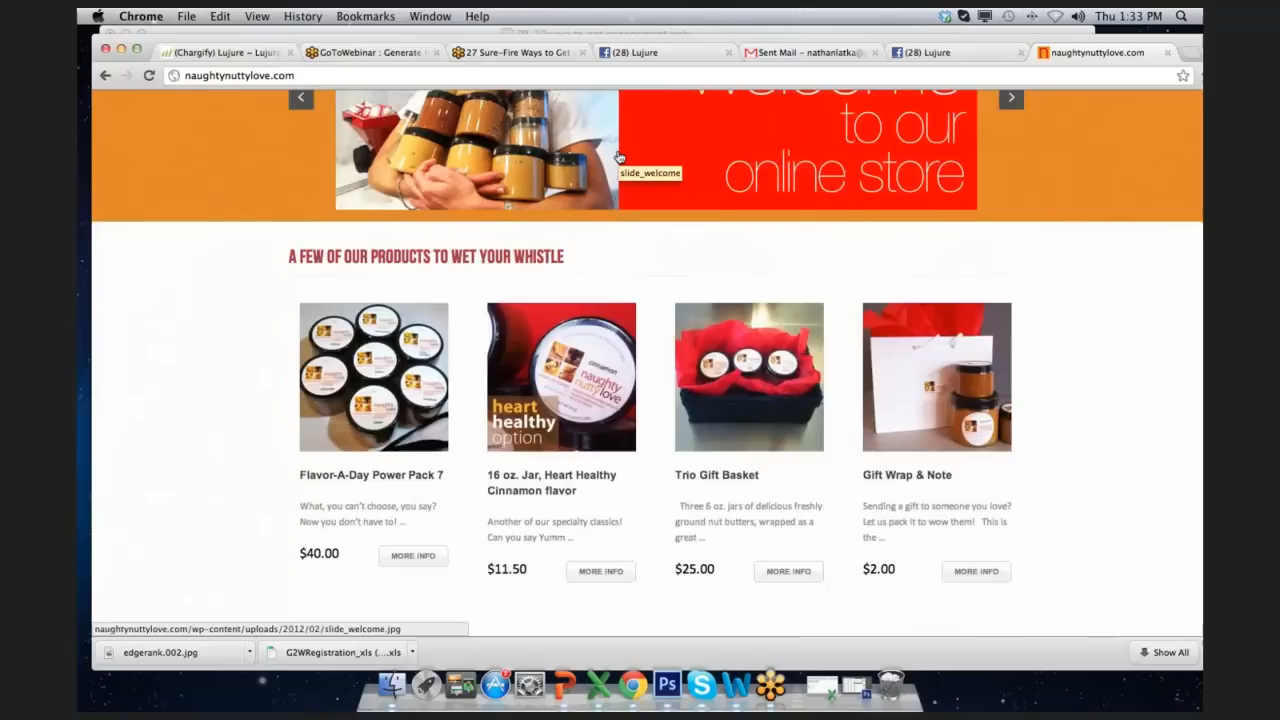 Chrome File Edit View History Bookmarks Window Help Thu 1:33 PM
(Chargify) Lujure ~ Lujure GoToWebinar : Generate 27 Sure-Fire Ways to Get (28) Lujure Sent Mail - nathanlatka@ (28) Lujure naughtynuttylove.com
naughtynuttylove.com
to our
online store
slide_welcome
A FEW OF OUR PRODUCTS TO WET YOUR WHISTLE
cinnamon
naughty
nutty
love
heart
healthy
option
Flavor-A-Day Power Pack 7
What, you can't choose, you say?
Now you don't have to! ...
$40.00 MORE INFO
16 oz. Jar, Heart Healthy
Cinnamon flavor
Another of our specialty classics!
Can you say Yumm ...
$11.50 MORE INFO
Trio Gift Basket
Three 6 oz. jars of delicious freshly
ground nut butters, wrapped as a
great ...
$25.00 MORE INFO
Gift Wrap & Note
Sending a gift to someone you love?
Let us pack it to wow them! This is
the ...
$2.00 MORE INFO
naughtynuttylove.com/wp-content/uploads/2012/02/slide_welcome.jpg
edgerank.002.jpg G2WRegistration_xls (....xls Show All
Ps